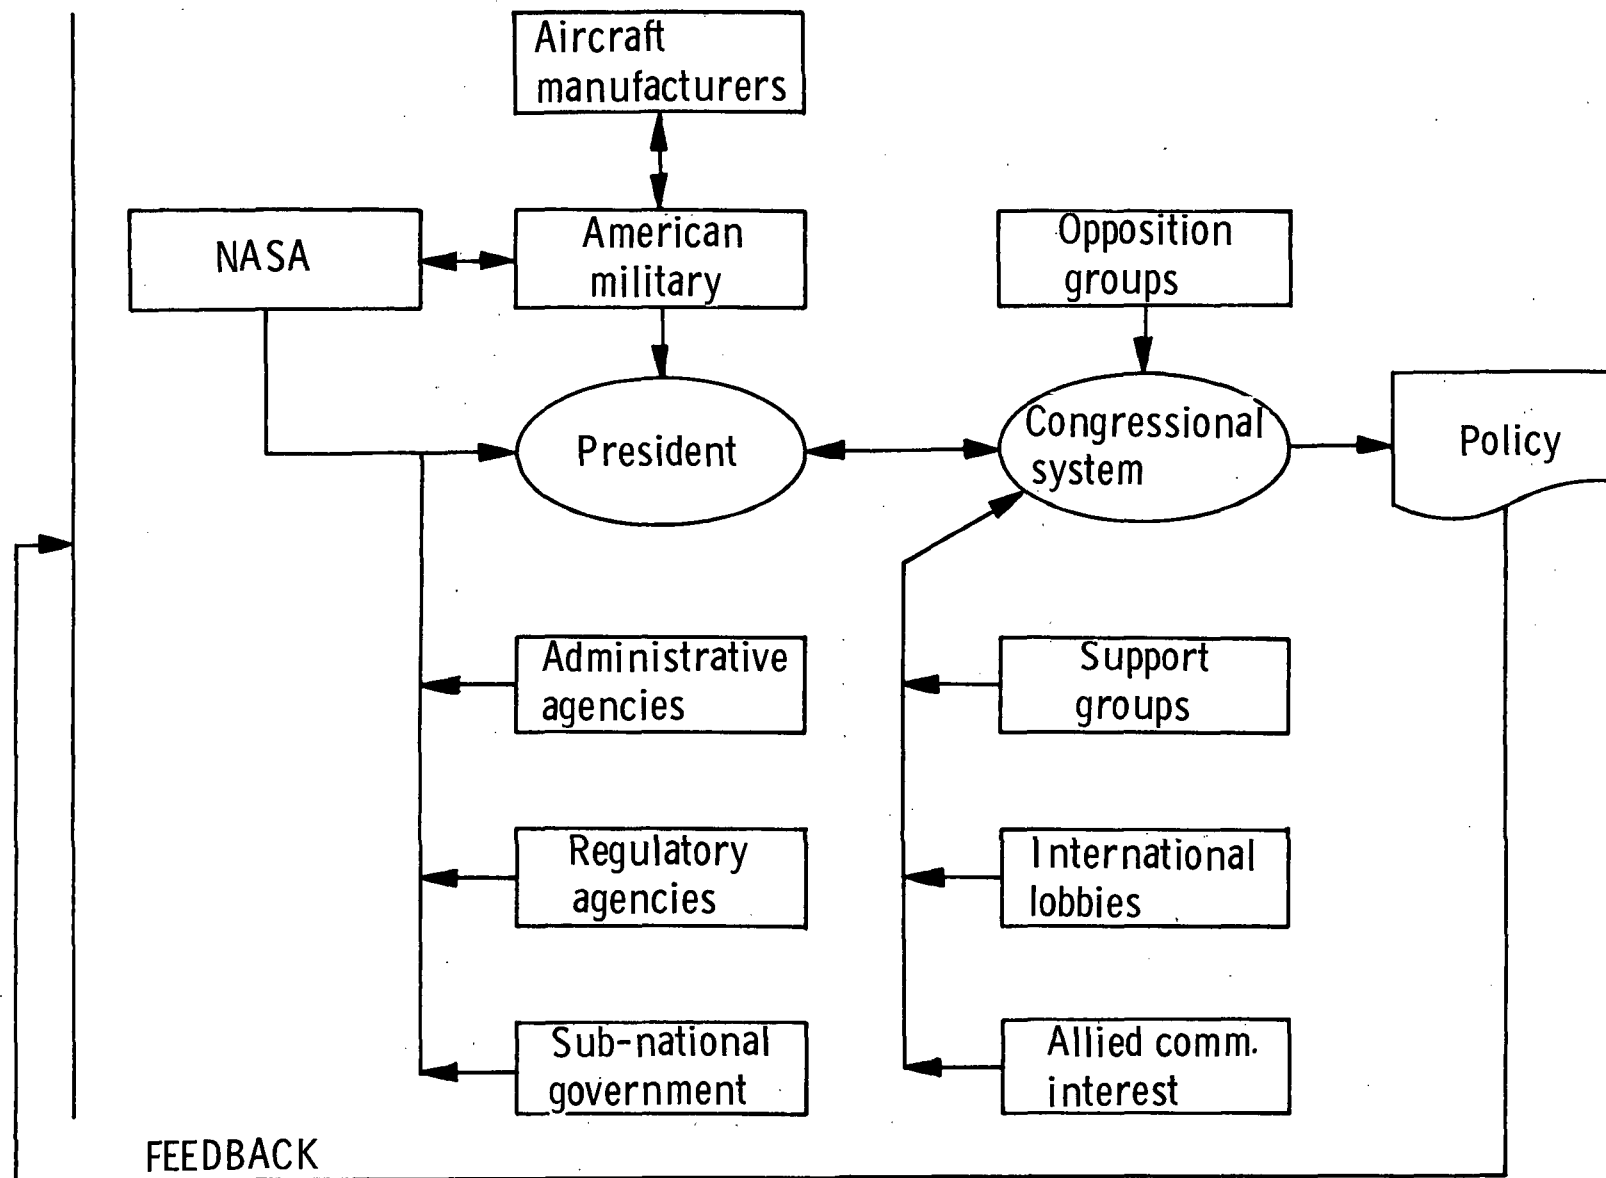 Aircraft
manufacturers
NASA
American
military
Opposition
groups
President
Congressional
system
Policy
Administrative
agencies
Support
groups
Regulatory
agencies
International
lobbies
Sub-national
government
Allied comm.
interest
FEEDBACK